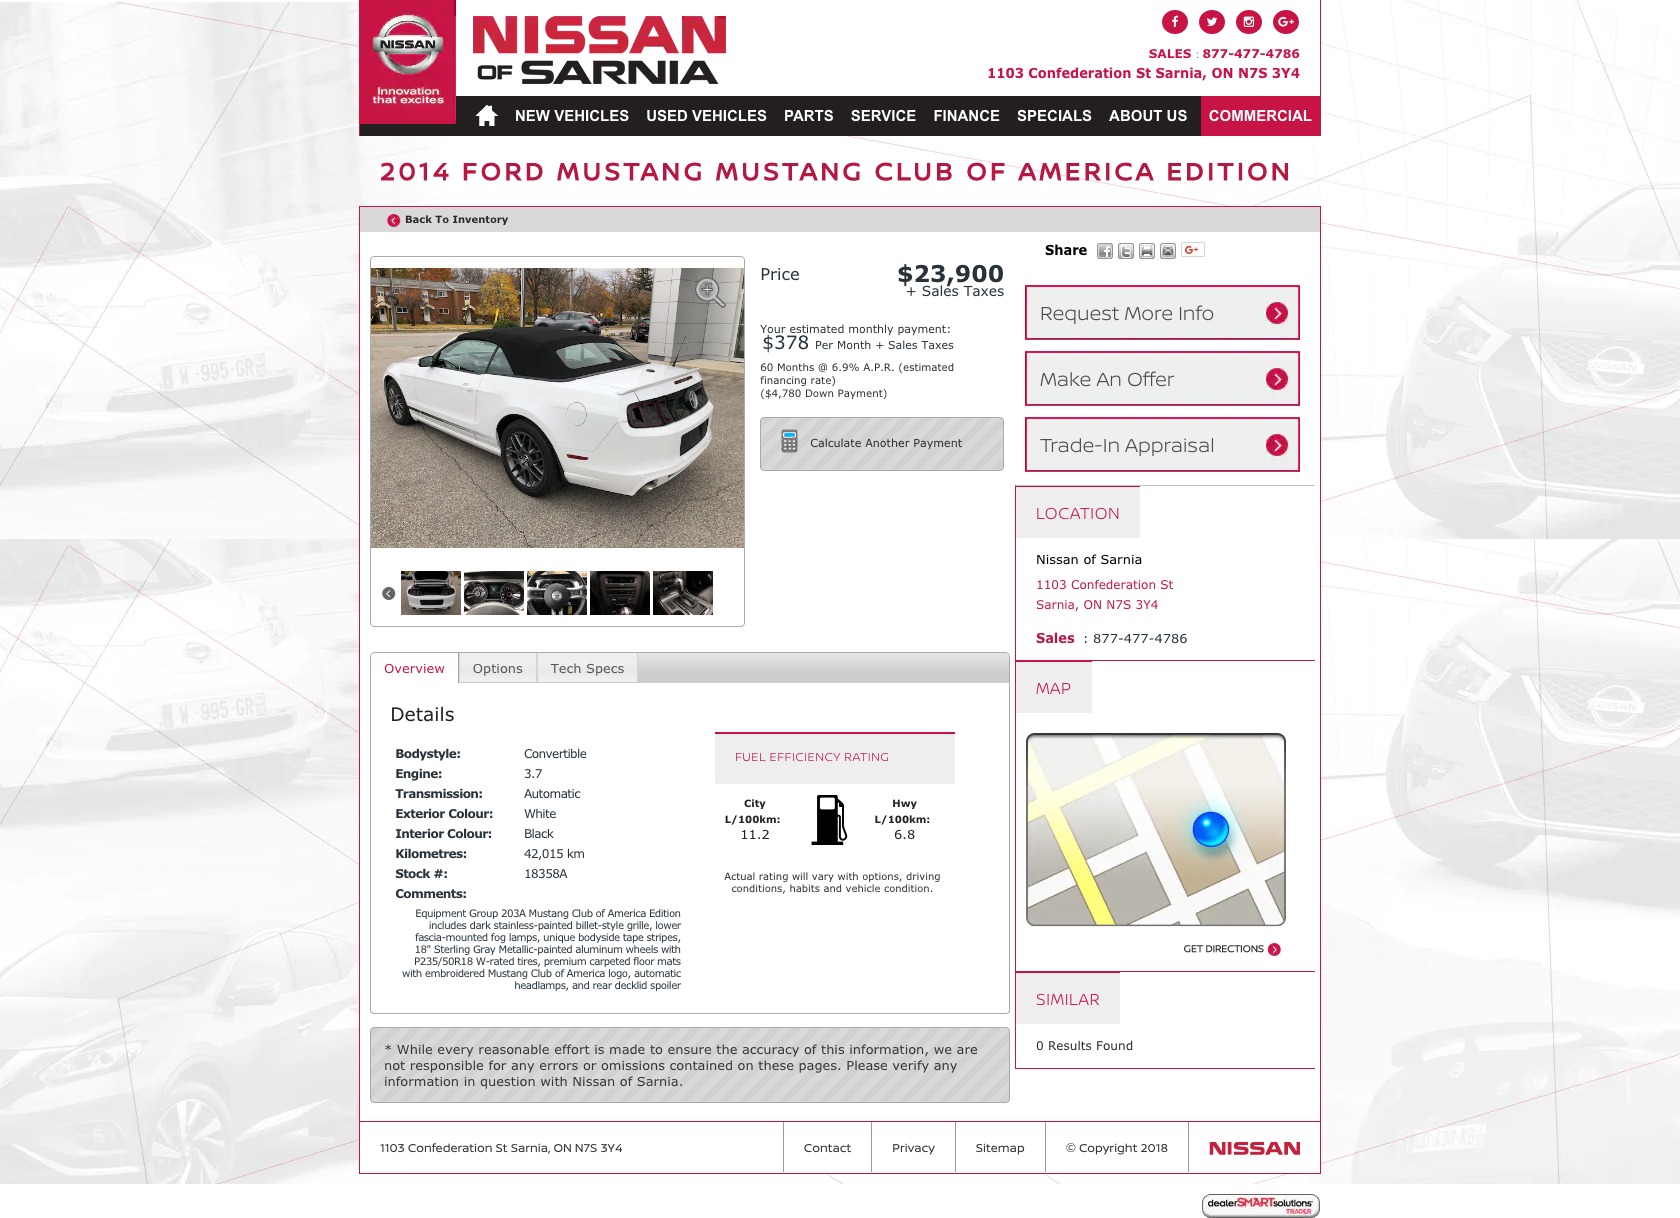 NISSAN
Innovation
that excites
NISSAN
OF SARNIA
SALES : 877-477-4786
1103 Confederation St Sarnia, ON N7S 3Y4
NEW VEHICLES USED VEHICLES PARTS SERVICE FINANCE SPECIALS ABOUT US COMMERCIAL
2014 FORD MUSTANG MUSTANG CLUB OF AMERICA EDITION
Back To Inventory
Share
Price $23,900
+ Sales Taxes
Your estimated monthly payment:
$378 Per Month + Sales Taxes
60 Months @ 6.9% A.P.R. (estimated
financing rate)
($4,780 Down Payment)
Calculate Another Payment
Request More Info
Make An Offer
Trade-In Appraisal
LOCATION
Nissan of Sarnia
1103 Confederation St
Sarnia, ON N7S 3Y4
Sales : 877-477-4786
MAP
GET DIRECTIONS
SIMILAR
0 Results Found
Overview Options Tech Specs
Details
Bodystyle: Convertible
Engine: 3.7
Transmission: Automatic
Exterior Colour: White
Interior Colour: Black
Kilometres: 42,015 km
Stock #: 18358A
Comments:
Equipment Group 203A Mustang Club of America Edition
includes dark stainless-painted billet-style grille, lower
fascia-mounted fog lamps, unique bodyside tape stripes,
18" Sterling Gray Metallic-painted aluminum wheels with
P235/50R18 W-rated tires, premium carpeted floor mats
with embroidered Mustang Club of America logo, automatic
headlamps, and rear decklid spoiler
FUEL EFFICIENCY RATING
City Hwy
L/100km: L/100km:
11.2 6.8
Actual rating will vary with options, driving
conditions, habits and vehicle condition.
* While every reasonable effort is made to ensure the accuracy of this information, we are
not responsible for any errors or omissions contained on these pages. Please verify any
information in question with Nissan of Sarnia.
1103 Confederation St Sarnia, ON N7S 3Y4 Contact Privacy Sitemap © Copyright 2018 NISSAN
dealerSMARTsolutions
TRADER